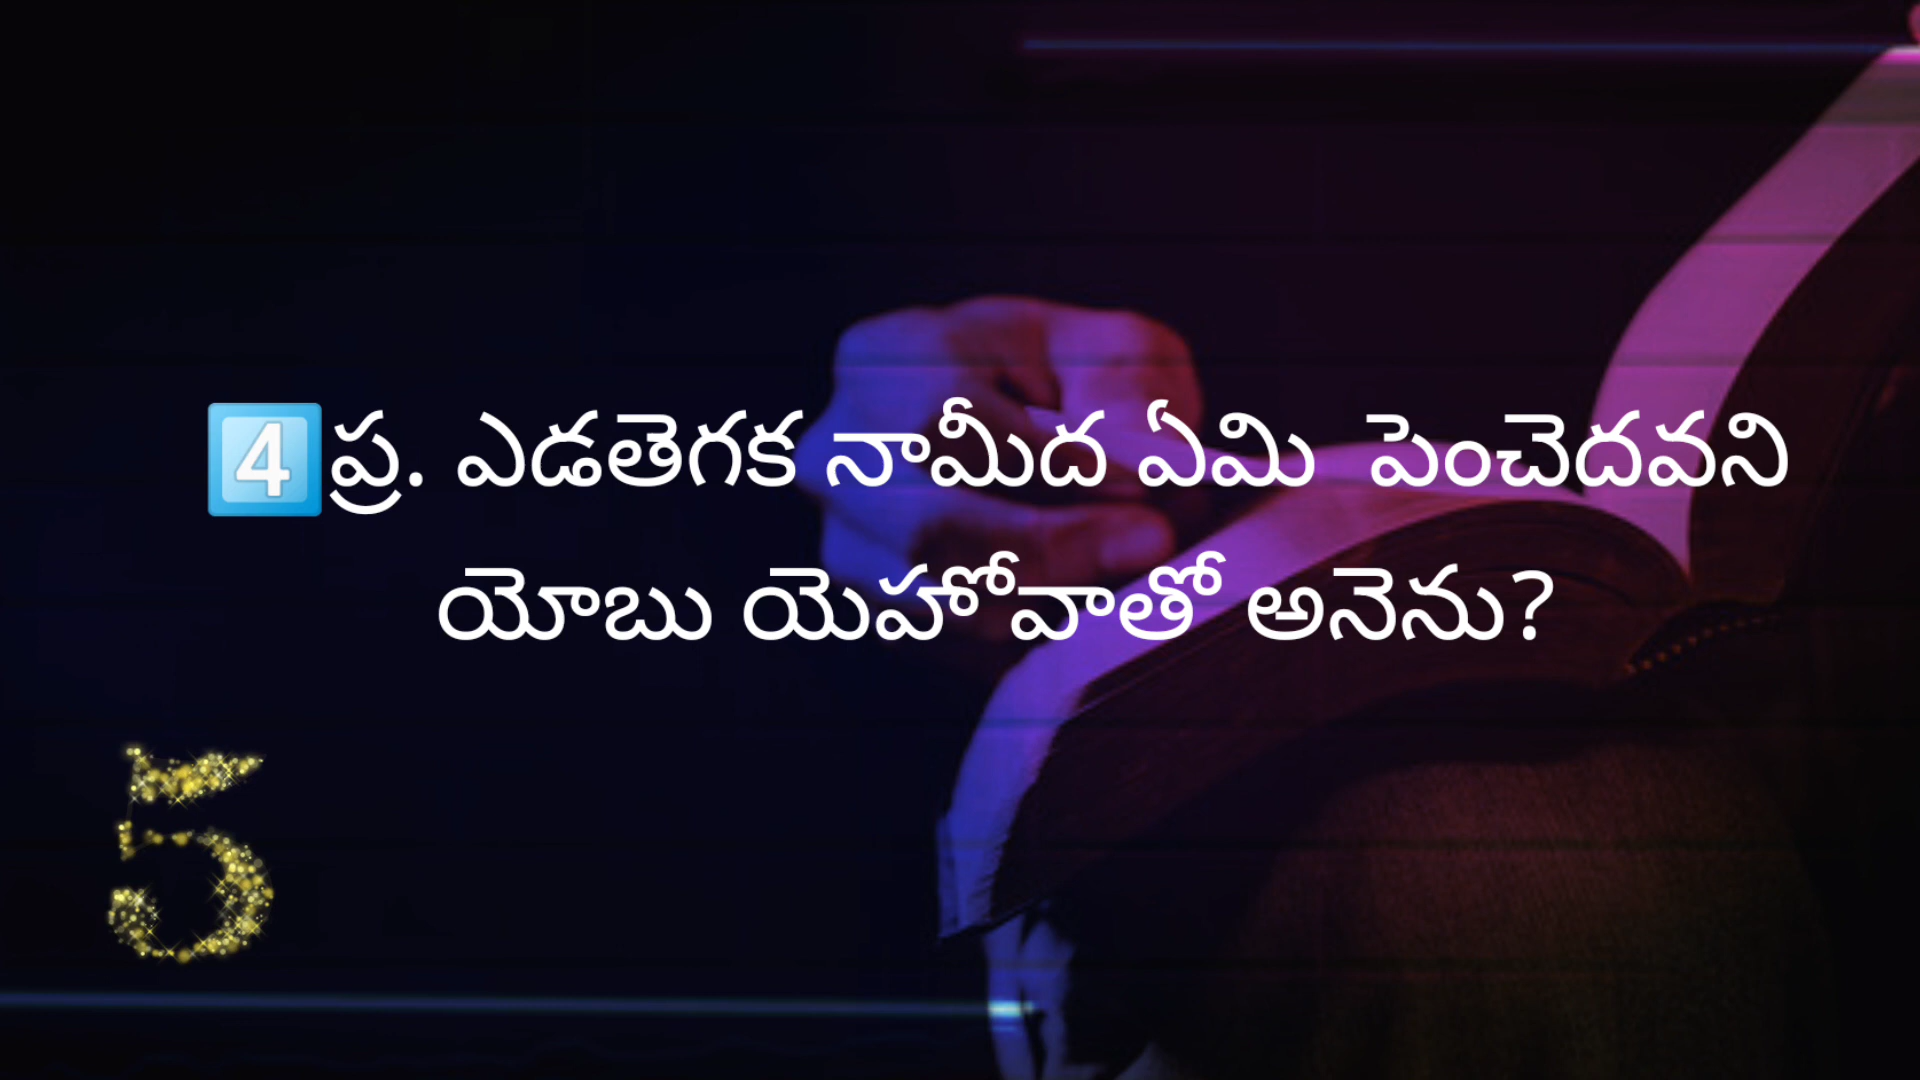 4️⃣ప్ర. ఎడతెగక నామీద ఏమి  పెంచెదవని
యోబు యెహోవాతో అనెను?
5